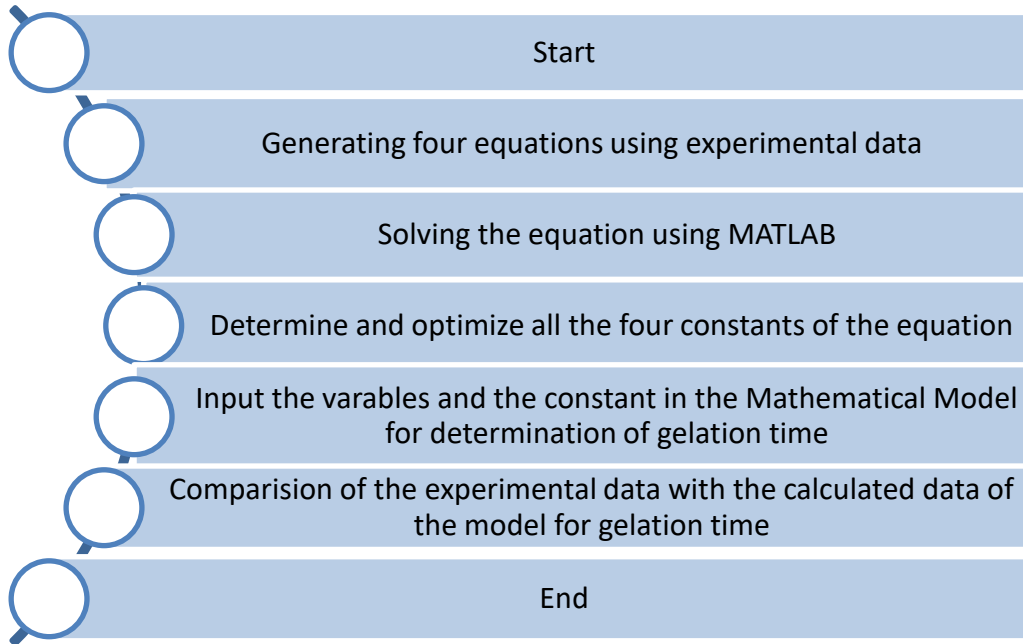 Start
Generating four equations using experimental data
Solving the equation using MATLAB
Determine and optimize all the four constants of the equation
Input the varables and the constant in the Mathematical Model
for determination of gelation time
Comparision of the experimental data with the calculated data of
the model for gelation time
End